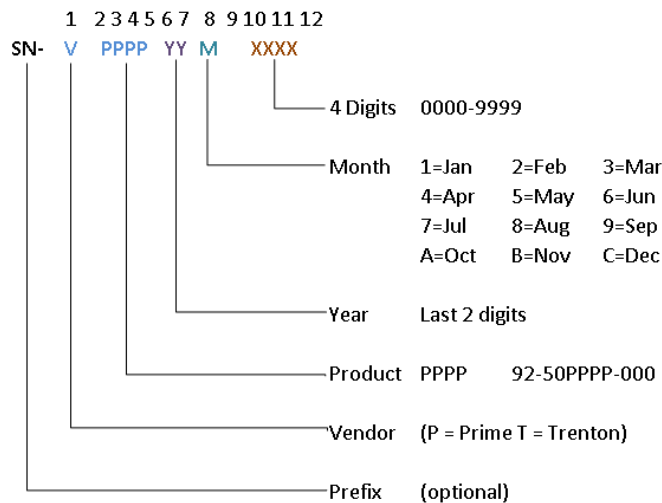 1 2 3 4 5 6 7 8 9 10 11 12
SN- V PPPP YY M XXXX
4 Digits 0000-9999
Month 1=Jan 2=Feb 3=Mar
4=Apr 5=May 6=Jun
7=Jul 8=Aug 9=Sep
A=Oct B=Nov C=Dec
Year Last 2 digits
Product PPPP 92-50PPPP-000
Vendor (P = Prime T = Trenton)
Prefix (optional)